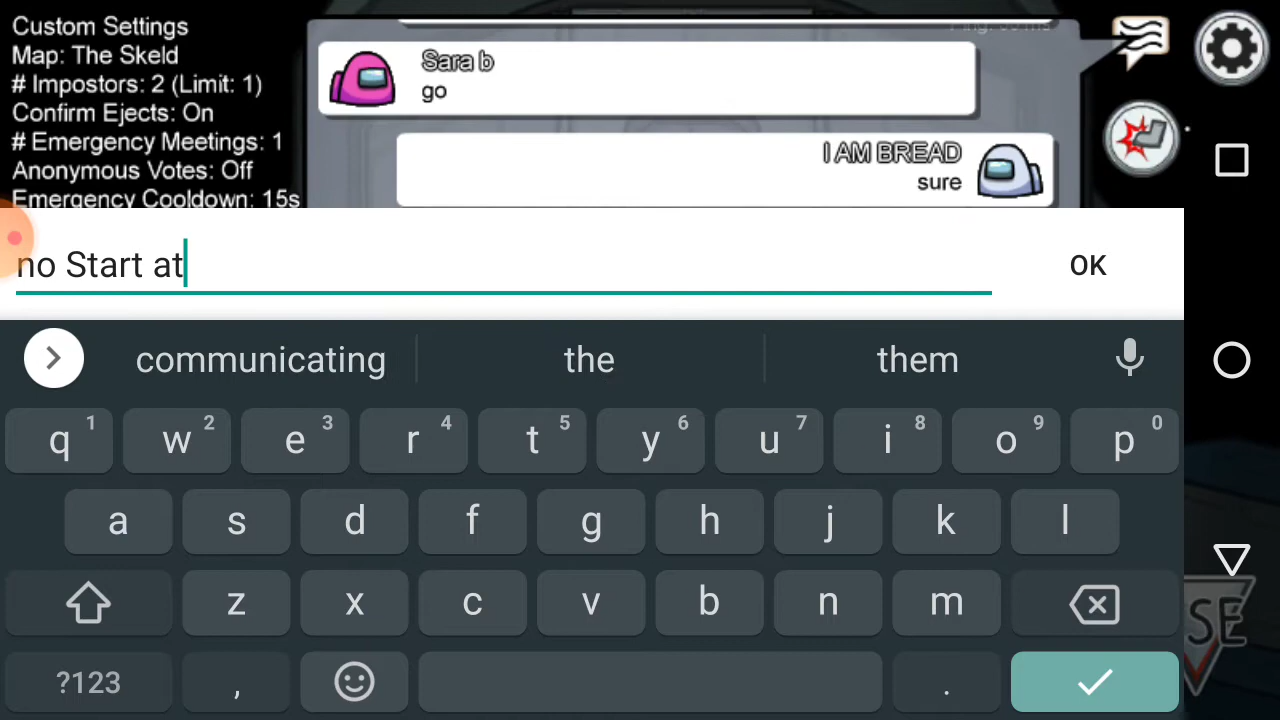 Custom Settings
Map: The Skeld
# Impostors: 2 (Limit: 1)
Confirm Ejects: On
# Emergency Meetings: 1
Anonymous Votes: Off
Emergency Cooldown: 15s
Sara b
go
I AM BREAD
sure
no Start at
OK
communicating the them
q 1 w 2 e 3 r 4 t 5 y 6 u 7 i 8 o 9 p 0
a s d f g h j k l
z x c v b n m
?123 , .
SE